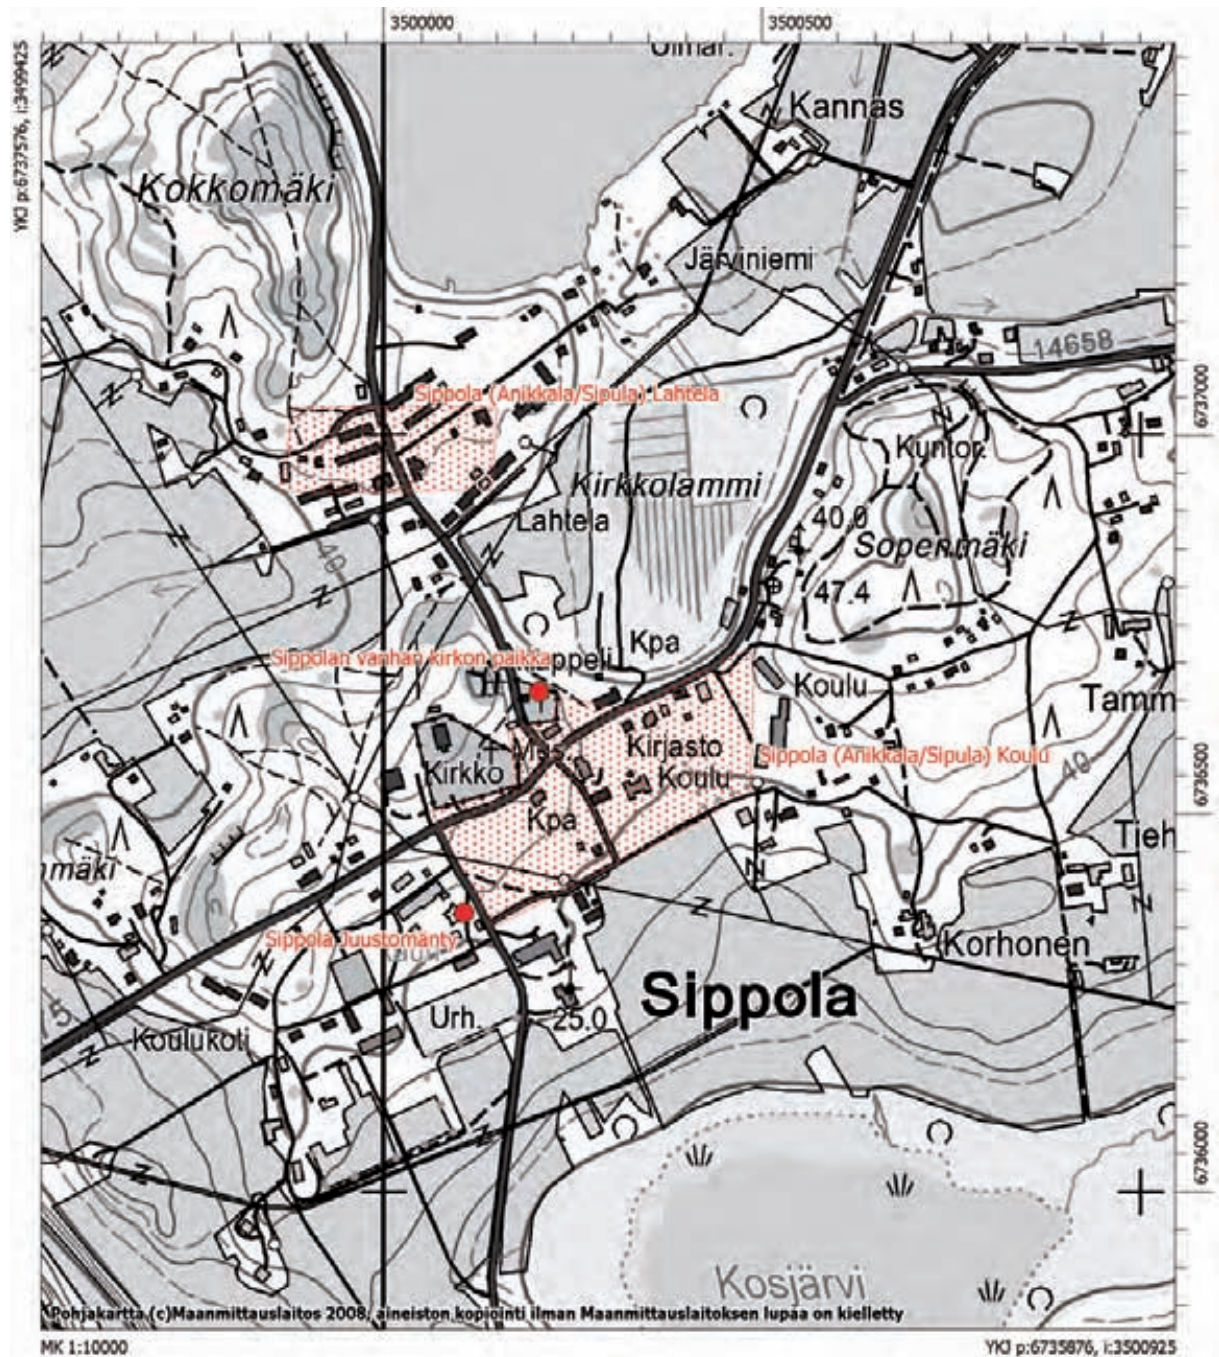 3500000
3500500
YKJ p:6737576, i:3499425
Kannas
Kokkomäki
Järviniemi
14658
Sippola (Anikkala/Sipula) Lahtela
6737000
Kuntor.
Kirkkolammi
Lahtela
40.0
Sopenmäki
40
47.4
Kpa
Sippolan vanhan kirkon paikka
Koulu
Tamm
Kirjasto
Sippola (Anikkala/Sipula) Koulu
Kirkko
Koulu
40
6736500
Kpa
Tieh
Sippola Juustomänty
Korhonen
Sippola
Urh.
25.0
Koulukoti
6736000
Kosjärvi
Pohjakartta (c)Maanmittauslaitos 2008; aineiston kopiointi ilman Maanmittauslaitoksen lupaa on kielletty
MK 1:10000
YKJ p:6735876, i:3500925